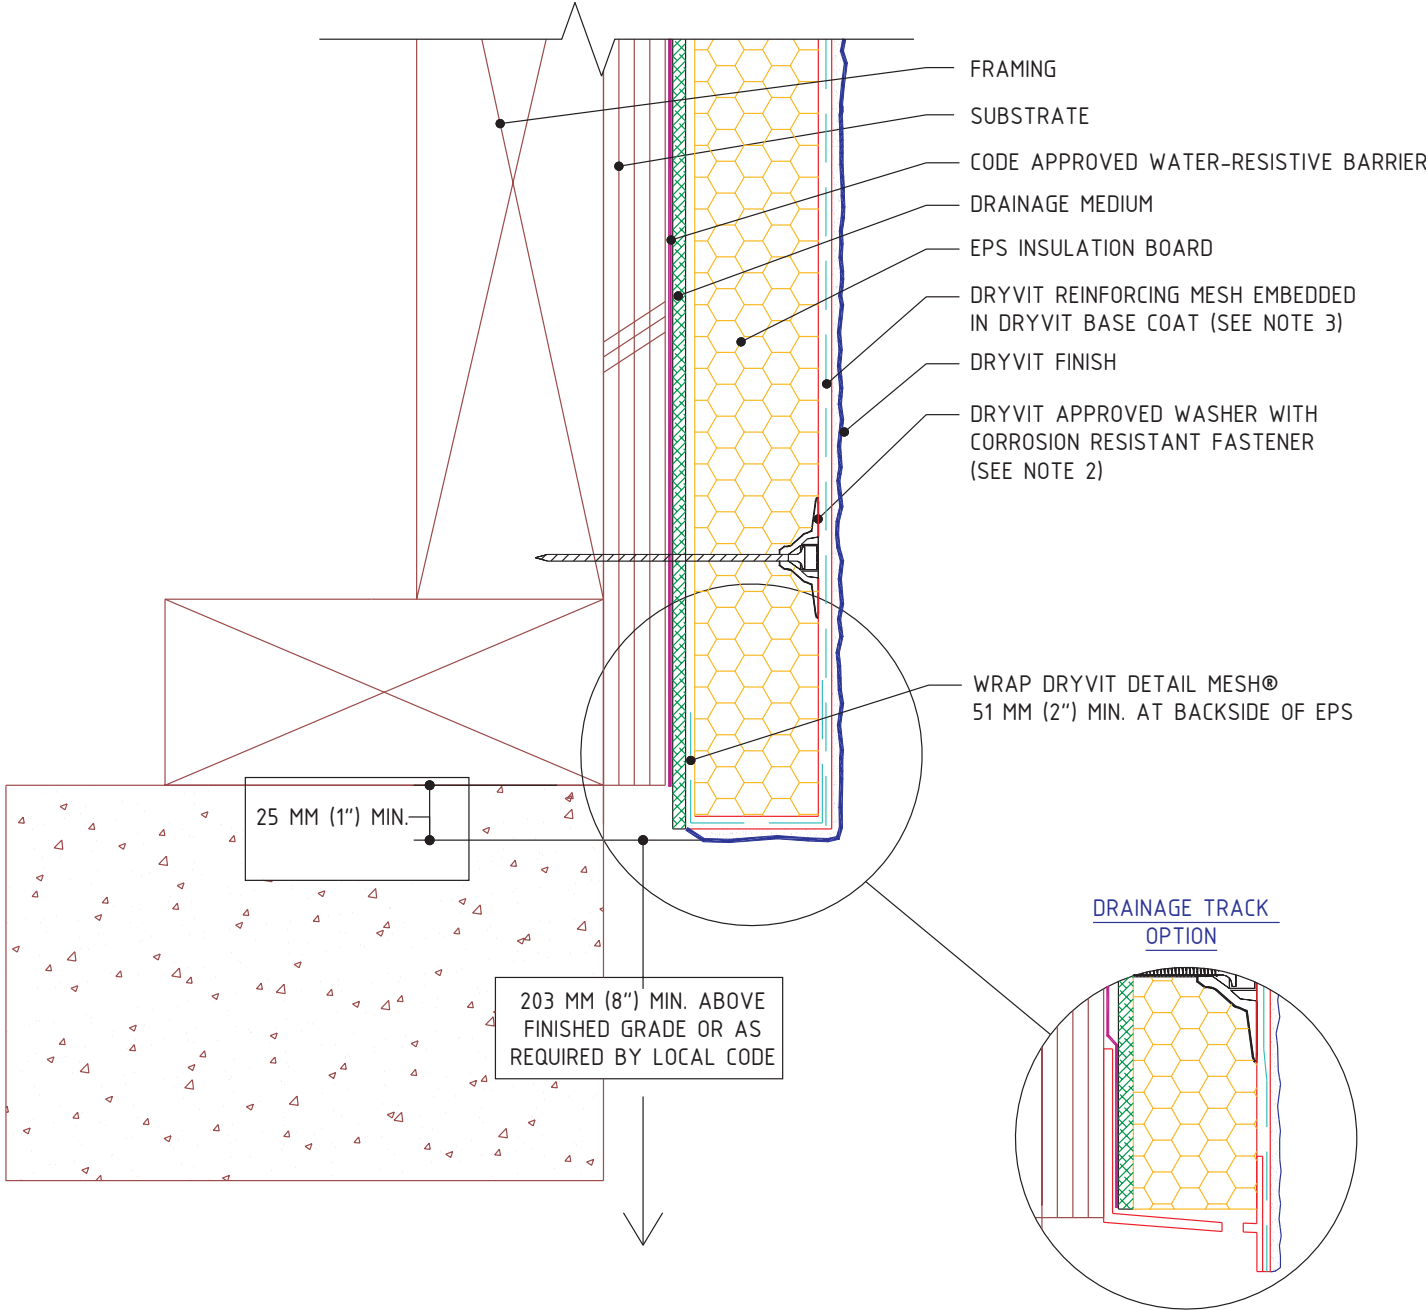 FRAMING
SUBSTRATE
CODE APPROVED WATER-RESISTIVE BARRIER
DRAINAGE MEDIUM
EPS INSULATION BOARD
DRYVIT REINFORCING MESH EMBEDDED
IN DRYVIT BASE COAT (SEE NOTE 3)
DRYVIT FINISH
DRYVIT APPROVED WASHER WITH
CORROSION RESISTANT FASTENER
(SEE NOTE 2)
WRAP DRYVIT DETAIL MESH®
51 MM (2") MIN. AT BACKSIDE OF EPS
25 MM (1") MIN.
203 MM (8") MIN. ABOVE
FINISHED GRADE OR AS
REQUIRED BY LOCAL CODE
DRAINAGE TRACK
OPTION